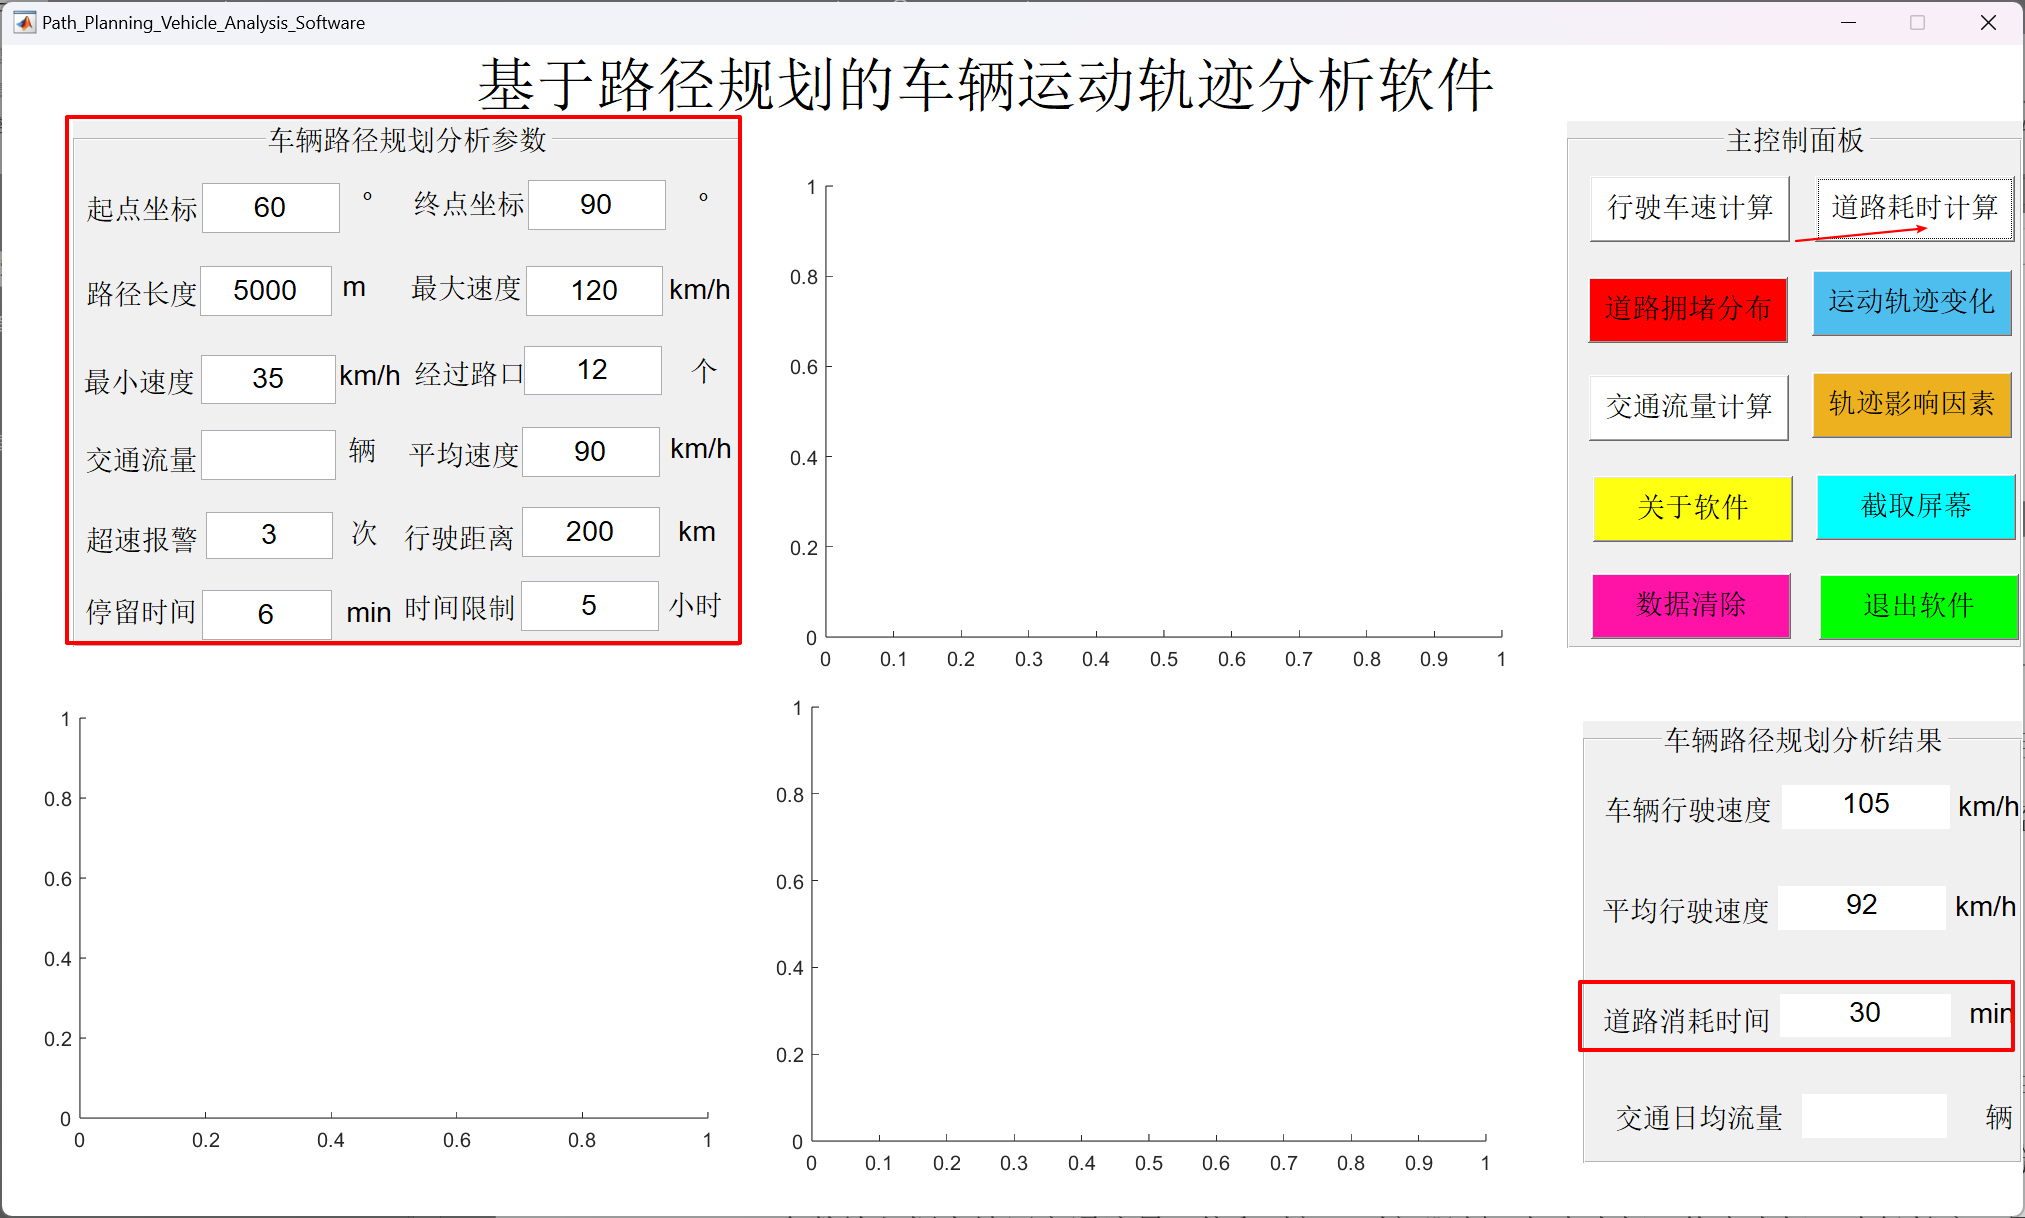 Path_Planning_Vehicle_Analysis_Software
基于路径规划的车辆运动轨迹分析软件
车辆路径规划分析参数
起点坐标 60 ° 终点坐标 90 °
路径长度 5000 m 最大速度 120 km/h
最小速度 35 km/h 经过路口 12 个
交通流量 辆 平均速度 90 km/h
超速报警 3 次 行驶距离 200 km
停留时间 6 min 时间限制 5 小时
1
0.8
0.6
0.4
0.2
0
0 0.1 0.2 0.3 0.4 0.5 0.6 0.7 0.8 0.9 1
主控制面板
行驶车速计算 道路耗时计算
道路拥堵分布 运动轨迹变化
交通流量计算 轨迹影响因素
关于软件 截取屏幕
数据清除 退出软件
1
0.8
0.6
0.4
0.2
0
0 0.2 0.4 0.6 0.8 1
1
0.8
0.6
0.4
0.2
0
0 0.1 0.2 0.3 0.4 0.5 0.6 0.7 0.8 0.9 1
车辆路径规划分析结果
车辆行驶速度 105 km/h
平均行驶速度 92 km/h
道路消耗时间 30 min
交通日均流量 辆